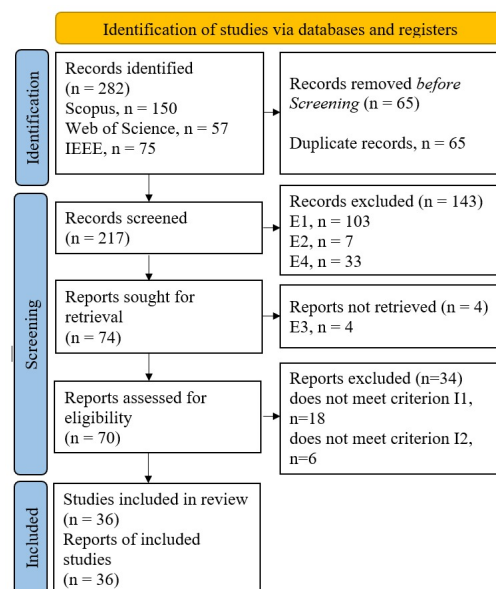 Identification of studies via databases and registers
Identification
Records identified
(n = 282)
Scopus, n = 150
Web of Science, n = 57
IEEE, n = 75
Records removed before
Screening (n = 65)
Duplicate records, n = 65
Screening
Records screened
(n = 217)
Records excluded (n = 143)
E1, n = 103
E2, n = 7
E4, n = 33
Reports sought for
retrieval
(n = 74)
Reports not retrieved (n = 4)
E3, n = 4
Reports assessed for
eligibility
(n = 70)
Reports excluded (n=34)
does not meet criterion I1,
n=18
does not meet criterion I2,
n=6
Included
Studies included in review
(n = 36)
Reports of included
studies
(n = 36)